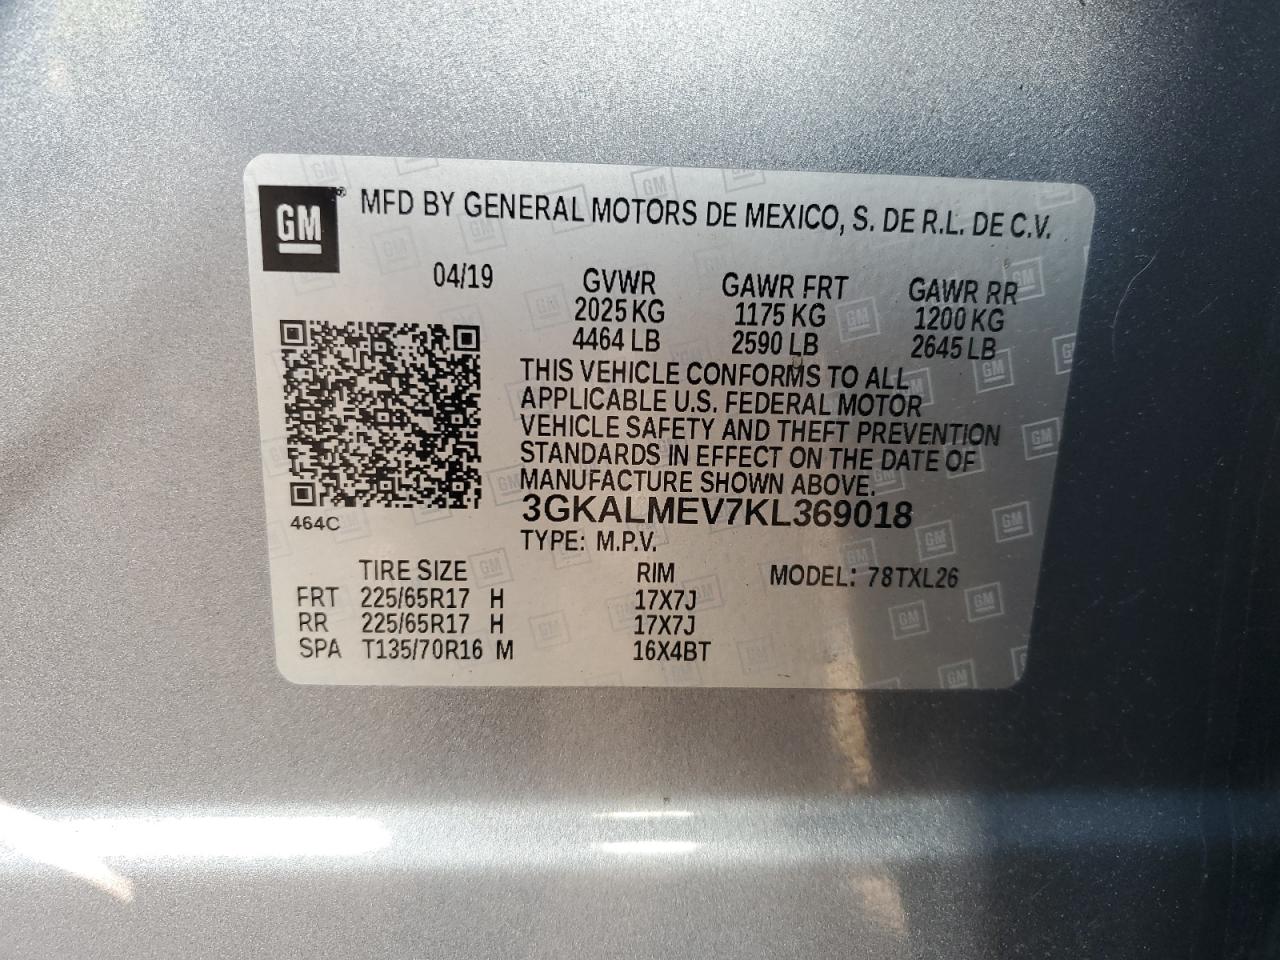 GM® MFD BY GENERAL MOTORS DE MEXICO, S. DE R.L. DE C.V.
04/19 GVWR GAWR FRT GAWR RR
2025 KG 1175 KG 1200 KG
4464 LB 2590 LB 2645 LB
THIS VEHICLE CONFORMS TO ALL
APPLICABLE U.S. FEDERAL MOTOR
VEHICLE SAFETY AND THEFT PREVENTION
STANDARDS IN EFFECT ON THE DATE OF
MANUFACTURE SHOWN ABOVE.
464C 3GKALMEV7KL369018
TYPE: M.P.V.
TIRE SIZE RIM MODEL: 78TXL26
FRT 225/65R17 H 17X7J
RR 225/65R17 H 17X7J
SPA T135/70R16 M 16X4BT